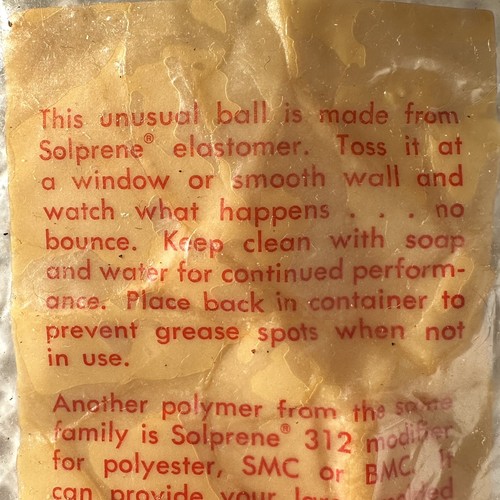 This unusual ball is made from
Solprene® elastomer. Toss it at
a window or smooth wall and
watch what happens . . . no
bounce. Keep clean with soap
and water for continued perform-
ance. Place back in container to
prevent grease spots when not
in use.
Another polymer from the same
family is Solprene® 312 modifier
for polyester, SMC or BMC. It
can provide your